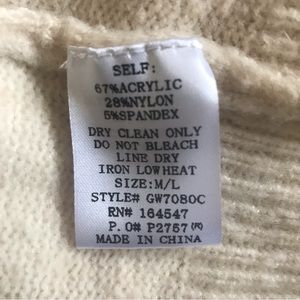 SELF:
67%ACRYLIC
28%NYLON
5%SPANDEX
DRY CLEAN ONLY
DO NOT BLEACH
LINE DRY
IRON LOWHEAT
SIZE:M/L
STYLE# GW7080C
RN# 164547
P.O# P2757(R)
MADE IN CHINA